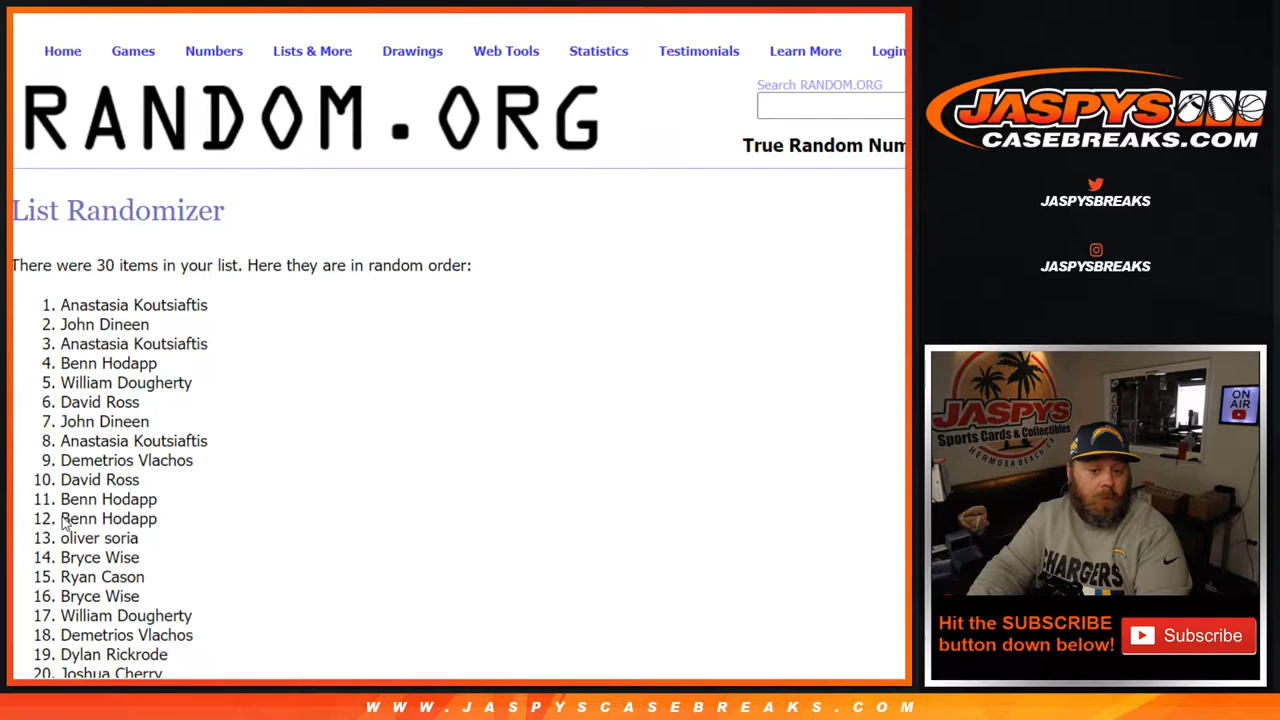 Home Games Numbers Lists & More Drawings Web Tools Statistics Testimonials Learn More Login
RANDOM.ORG
Search RANDOM.ORG
True Random Num
List Randomizer
There were 30 items in your list. Here they are in random order:
1. Anastasia Koutsiaftis
2. John Dineen
3. Anastasia Koutsiaftis
4. Benn Hodapp
5. William Dougherty
6. David Ross
7. John Dineen
8. Anastasia Koutsiaftis
9. Demetrios Vlachos
10. David Ross
11. Benn Hodapp
12. Benn Hodapp
13. oliver soria
14. Bryce Wise
15. Ryan Cason
16. Bryce Wise
17. William Dougherty
18. Demetrios Vlachos
19. Dylan Rickrode
20. Joshua Cherry
JASPYS
CASEBREAKS.COM
JASPYSBREAKS
JASPYSBREAKS
JASPYS
Sports Cards & Collectibles
HERMOSA BEACH, CA
ON
AIR
CHARGERS
Hit the SUBSCRIBE
button down below!
Subscribe
WWW.JASPYSCASEBREAKS.COM